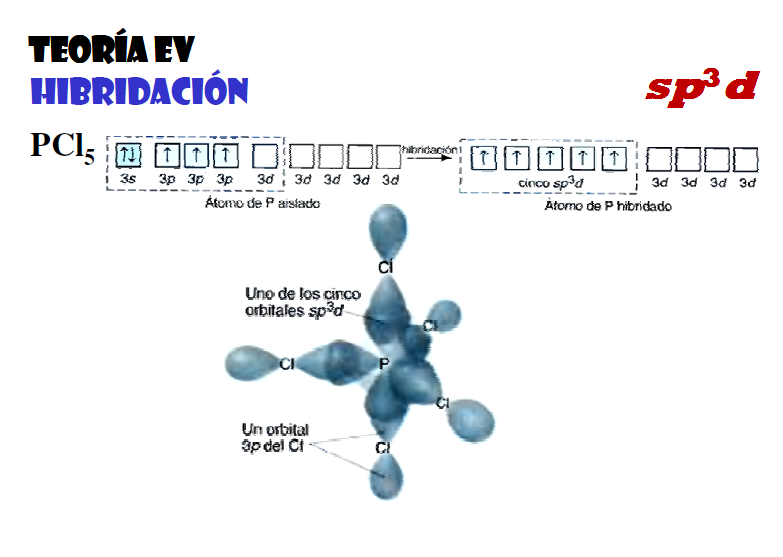 TEORÍA EV
HIBRIDACIÓN
sp³d
PCl₅
↑↓ ↑ ↑ ↑ hibridación ↑ ↑ ↑ ↑ ↑
3s 3p 3p 3p 3d 3d 3d 3d 3d cinco sp³d 3d 3d 3d 3d
Átomo de P aislado Átomo de P hibridado
Cl
Uno de los cinco
orbitales sp³d
Cl
Cl P
Cl
Un orbital
3p del Cl
Cl